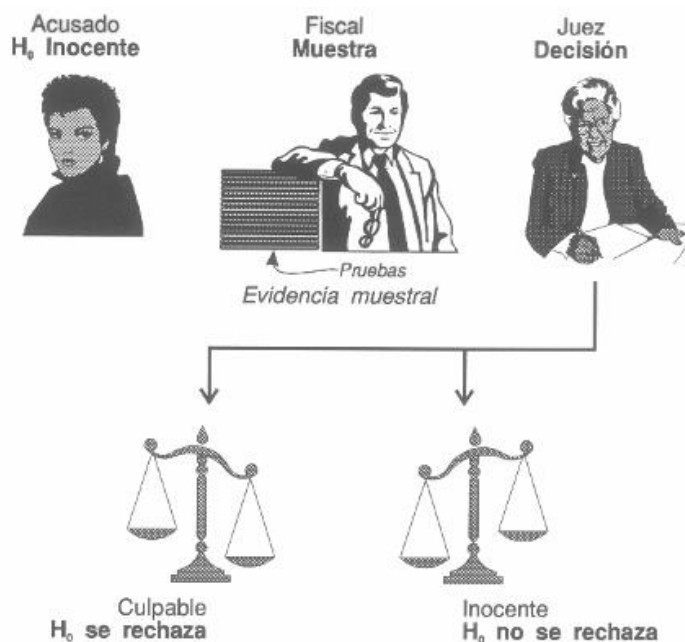 Acusado
H₀ Inocente
Fiscal
Muestra
Juez
Decisión
Pruebas
Evidencia muestral
Culpable
H₀ se rechaza
Inocente
H₀ no se rechaza